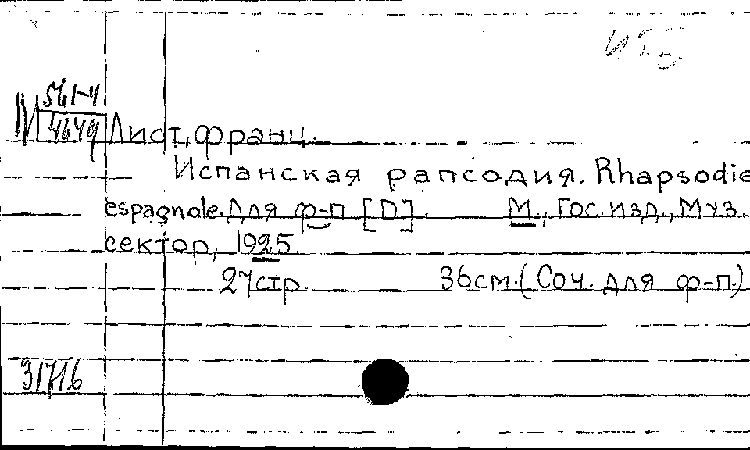 561-4
4649
Лист, франц.
Испанская рапсодия. Rhapsodie
espagnole. Для ф-п [D]. М., Гос. изд., Муз.
сектор, 1925
27 стр. 36 см. (Соч. для ф-п.)
31716